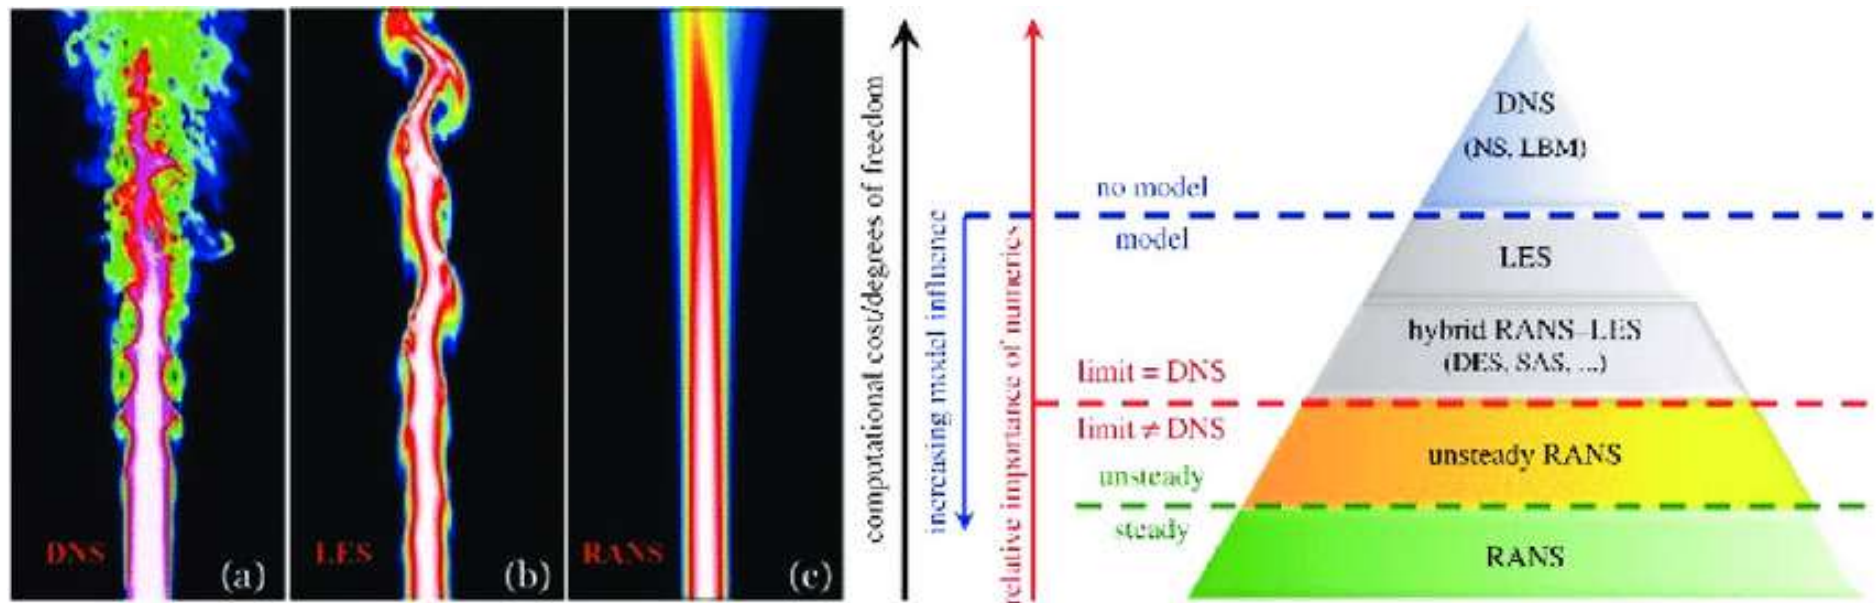 DNS
(a)
LES
(b)
RANS
(c)
computational cost/degrees of freedom
increasing model influence
relative importance of numerics
no model
model
limit = DNS
limit ≠ DNS
unsteady
steady
DNS
(NS, LBM)
LES
hybrid RANS–LES
(DES, SAS, ...)
unsteady RANS
RANS